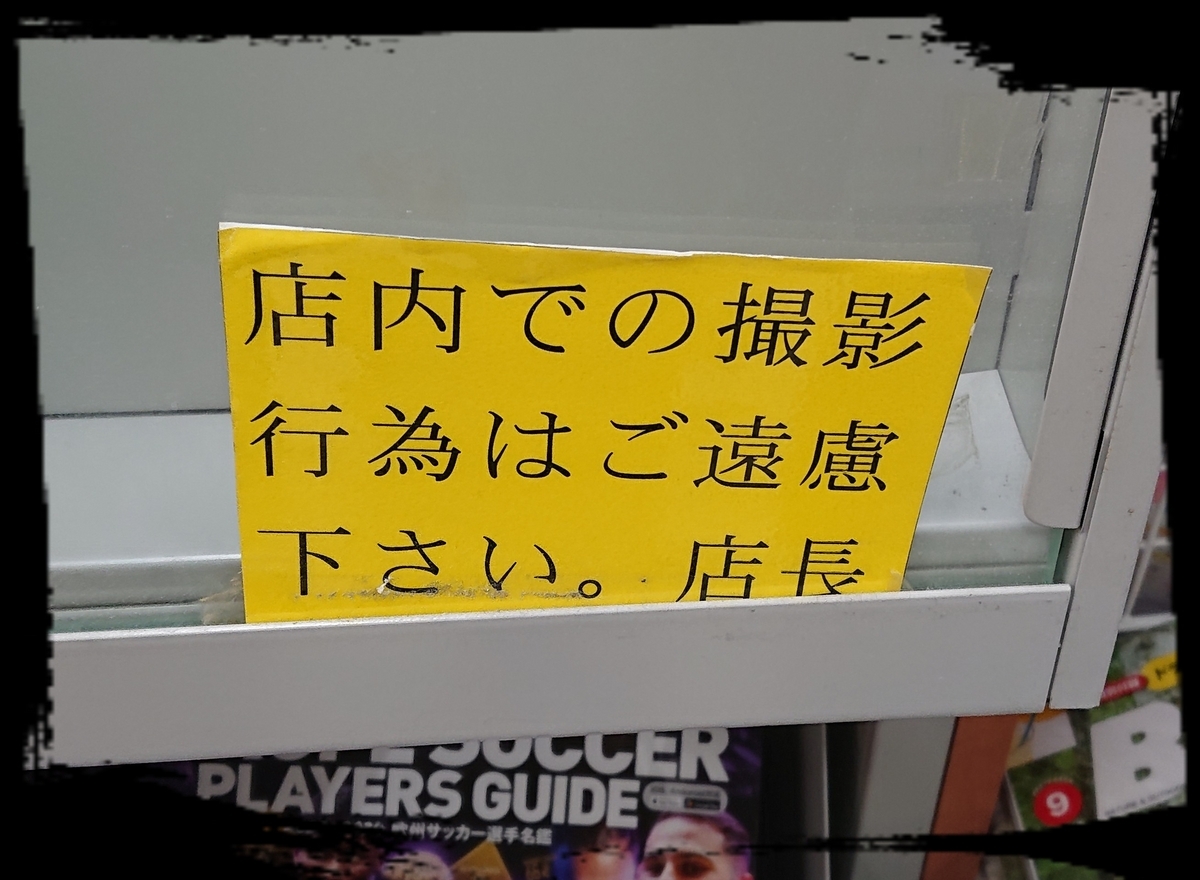 店内での撮影
行為はご遠慮
下さい。 店長
SOCCER
PLAYERS GUIDE
欧州サッカー選手名鑑
B
9